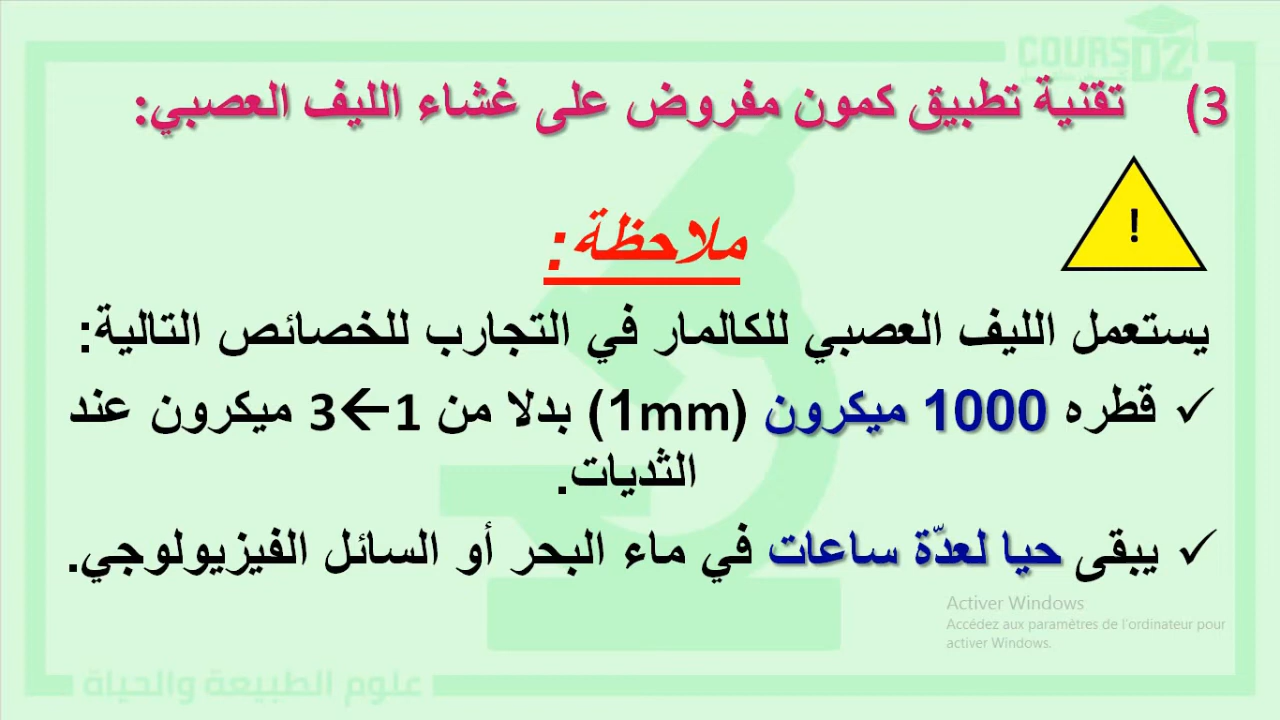 COURSDZ
3) تقنية تطبيق كمون مفروض على غشاء الليف العصبي:
!
ملاحظة:
يستعمل الليف العصبي للكالمار في التجارب للخصائص التالية:
✓ قطره 1000 ميكرون (1mm) بدلا من 1←3 ميكرون عند
الثديات.
✓ يبقى حيا لعدّة ساعات في ماء البحر أو السائل الفيزيولوجي.
Activer Windows
Accédez aux paramètres de l'ordinateur pour
activer Windows.
علوم الطبيعة والحياة